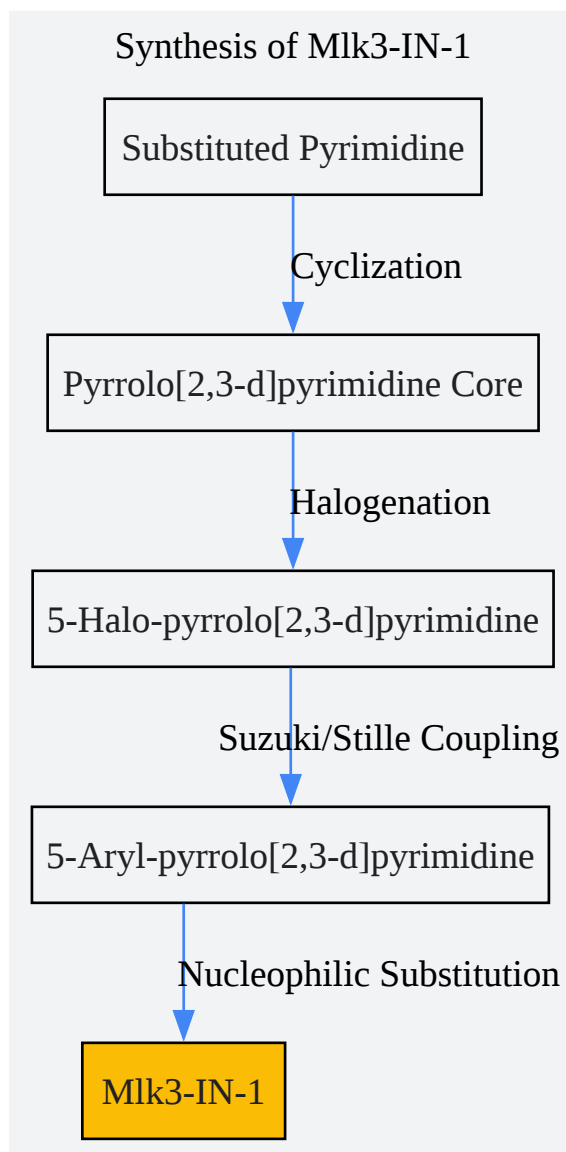 Synthesis of Mlk3-IN-1
Substituted Pyrimidine
Cyclization
Pyrrolo[2,3-d]pyrimidine Core
Halogenation
5-Halo-pyrrolo[2,3-d]pyrimidine
Suzuki/Stille Coupling
5-Aryl-pyrrolo[2,3-d]pyrimidine
Nucleophilic Substitution
Mlk3-IN-1